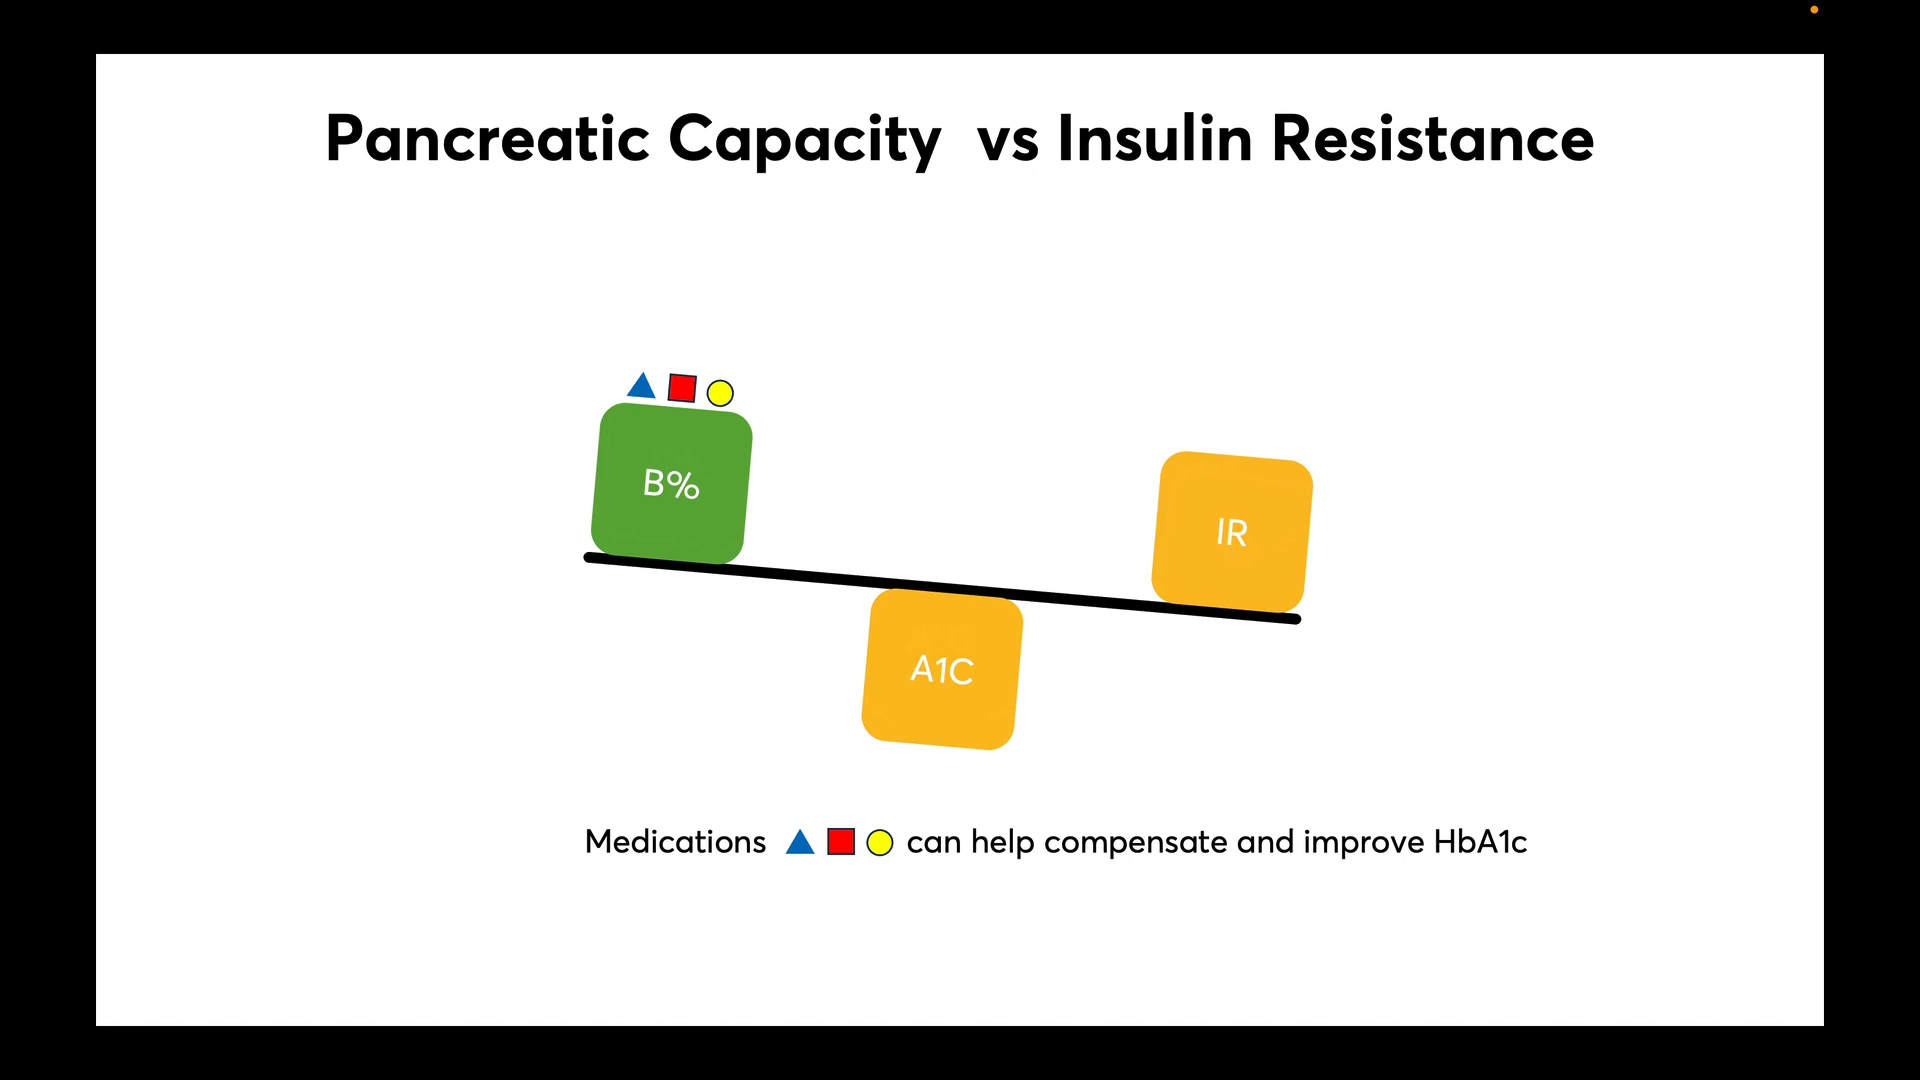 Pancreatic Capacity vs Insulin Resistance
B%
IR
A1C
Medications can help compensate and improve HbA1c